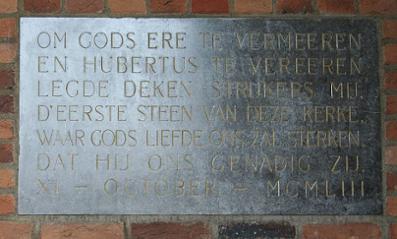 OM GODS ERE TE VERMEEREN
EN HUBERTUS TE VEREEREN
LEGDE DEKEN STRIJKERS MIJ,
D'EERSTE STEEN VAN DEZE KERKE,
WAAR GODS LIEFDE ONS ZAL STERKEN.
DAT HIJ ONS GENADIG ZIJ.
XI – OCTOBER – MCMLIII